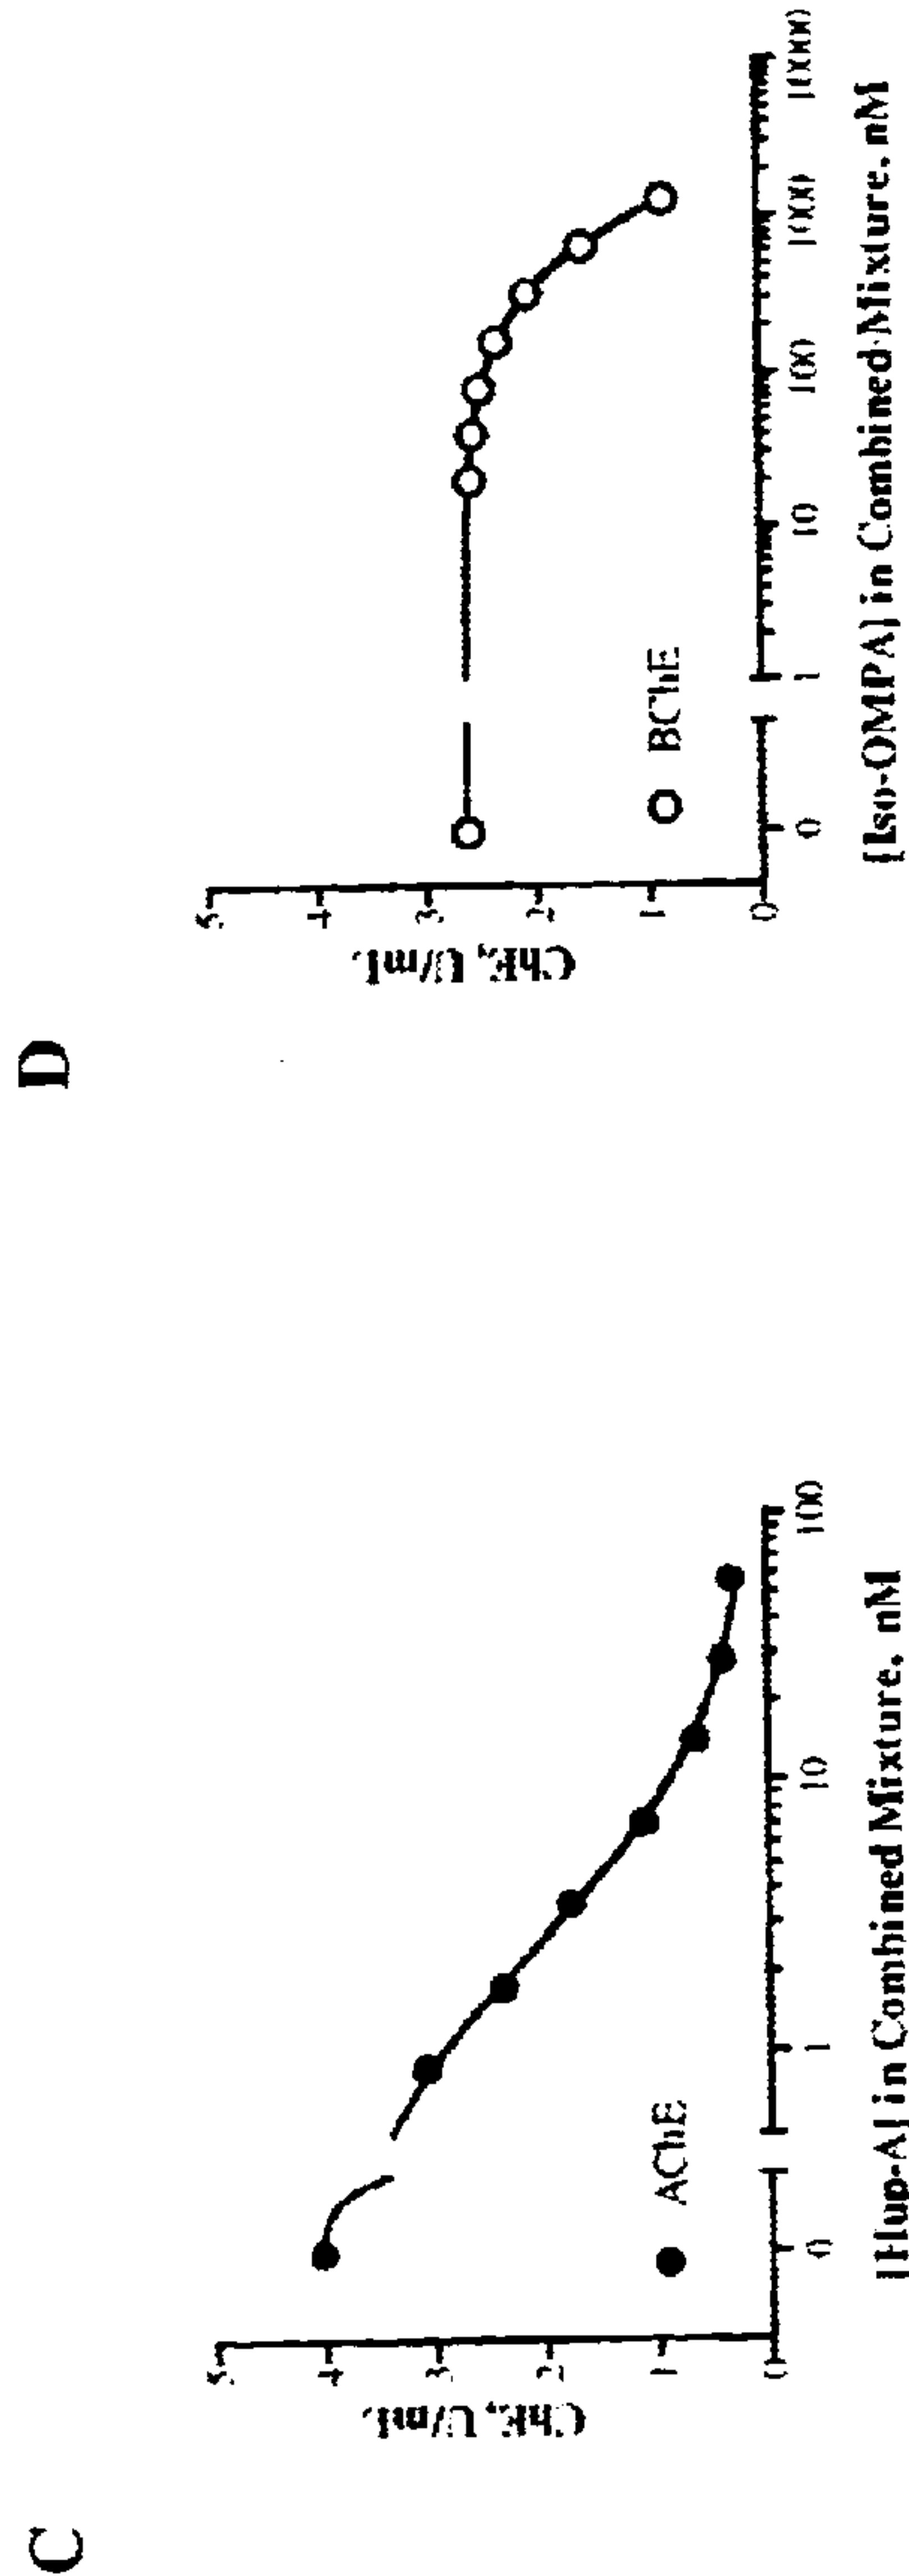 C
ChE, U/mL
5
4
3
2
1
0
AChE
0
1
10
100
[Hup-A] in Combined Mixture, nM
D
ChE, U/mL
5
4
3
2
1
0
BChE
0
1
10
100
1000
10000
[Iso-OMPA] in Combined Mixture, nM